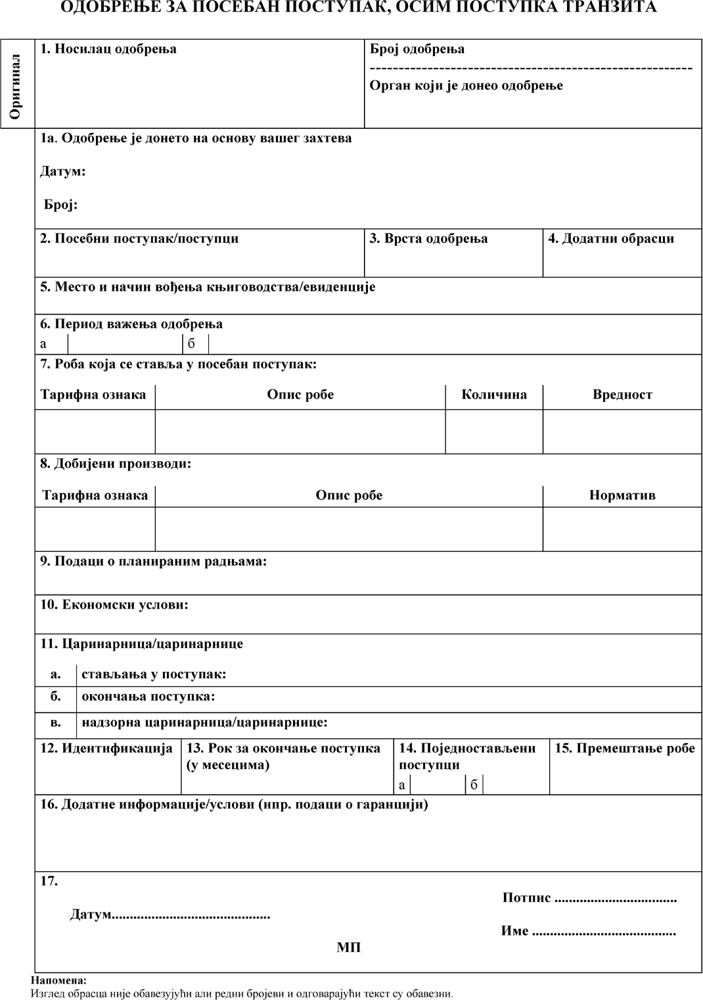 ОДОБРЕЊЕ ЗА ПОСЕБАН ПОСТУПАК, ОСИМ ПОСТУПКА ТРАНЗИТА
Оригинал
1. Носилац одобрења
Број одобрења
--------------------------------------------------------
Орган који је донео одобрење
1а. Одобрење је донето на основу вашег захтева
Датум:
Број:
2. Посебни поступак/поступци
3. Врста одобрења
4. Додатни обрасци
5. Место и начин вођења књиговодства/евиденције
6. Период важења одобрења
а
б
7. Роба која се ставља у посебан поступак:
Тарифна ознака
Опис робе
Количина
Вредност
8. Добијени производи:
Тарифна ознака
Опис робе
Норматив
9. Подаци о планираним радњама:
10. Економски услови:
11. Царинарница/царинарнице
а. стављања у поступак:
б. окончања поступка:
в. надзорна царинарница/царинарнице:
12. Идентификација
13. Рок за окончање поступка
(у месецима)
14. Поједностављени
поступци
а
б
15. Премештање робе
16. Додатне информације/услови (нпр. подаци о гаранцији)
17.
Потпис ..................................
Датум............................................
Име ........................................
МП
Напомена:
Изглед обрасца није обавезујући али редни бројеви и одговарајући текст су обавезни.